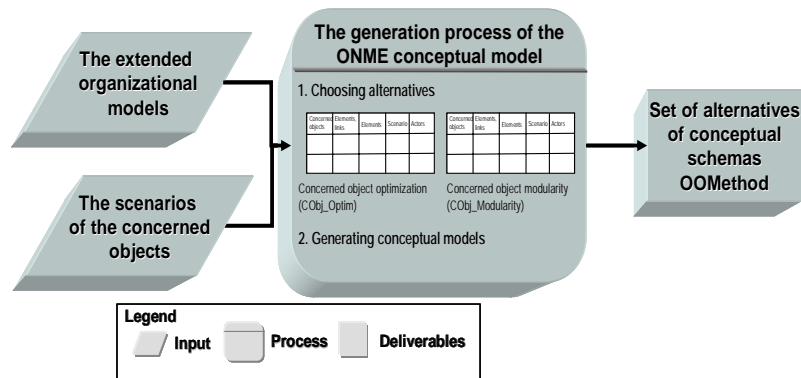 The extended
organizational
models
The scenarios
of the concerned
objects
The generation process of the
ONME conceptual model
1. Choosing alternatives
Concerned objects Elements, links Elements Scenario Actors
Concerned objects Elements, links Elements Scenario Actors
Concerned object optimization
(CObj_Optim)
Concerned object modularity
(CObj_Modularity)
2. Generating conceptual models
Set of alternatives
of conceptual
schemas
OOMethod
Legend
Input Process Deliverables